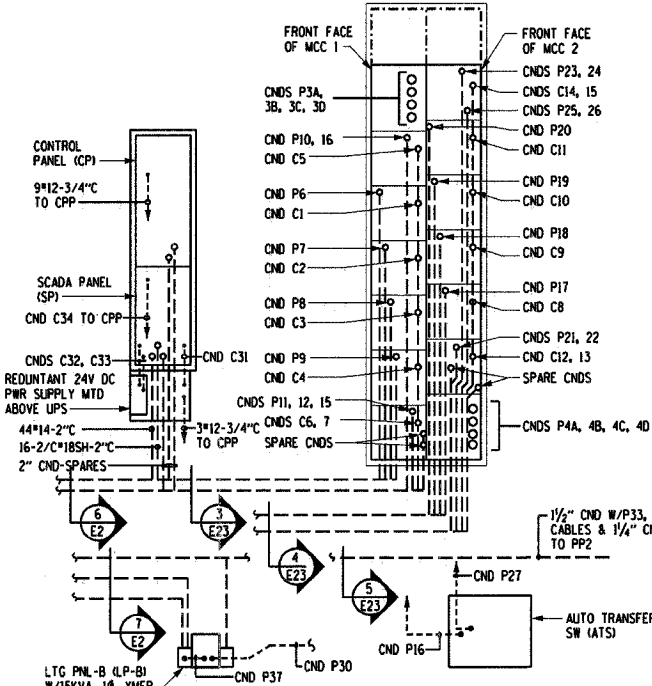 FRONT FACE
OF MCC 1
FRONT FACE
OF MCC 2
CNDS P3A,
3B, 3C, 3D
CND P10, 16
CND C5
CND P6
CND C1
CND P7
CND C2
CND P8
CND C3
CND P9
CND C4
CNDS P11, 12, 15
CNDS C6, 7
SPARE CNDS
CNDS P23, 24
CNDS C14, 15
CNDS P25, 26
CND P20
CND C11
CND P19
CND C10
CND P18
CND C9
CND P17
CND C8
CNDS P21, 22
CND C12, 13
SPARE CNDS
CNDS P4A, 4B, 4C, 4D
CONTROL
PANEL (CP)
9#12-3/4"C
TO CPP
SCADA PANEL
(SP)
CND C34 TO CPP
CNDS C32, C33
CND C31
REDUNTANT 24V DC
PWR SUPPLY MTD
ABOVE UPS
44#14-2"C
16-2/C#18SH-2"C
2" CND-SPARES
3#12-3/4"C
TO CPP
6
E2
3
E23
4
E23
5
E23
7
E2
1½" CND W/P33,
CABLES & 1¼" C
TO PP2
CND P27
CND P16
AUTO TRANSFER
SW (ATS)
LTG PNL-B (LP-B)
W/15KVA, 1Φ XMER
CND P37
CND P30